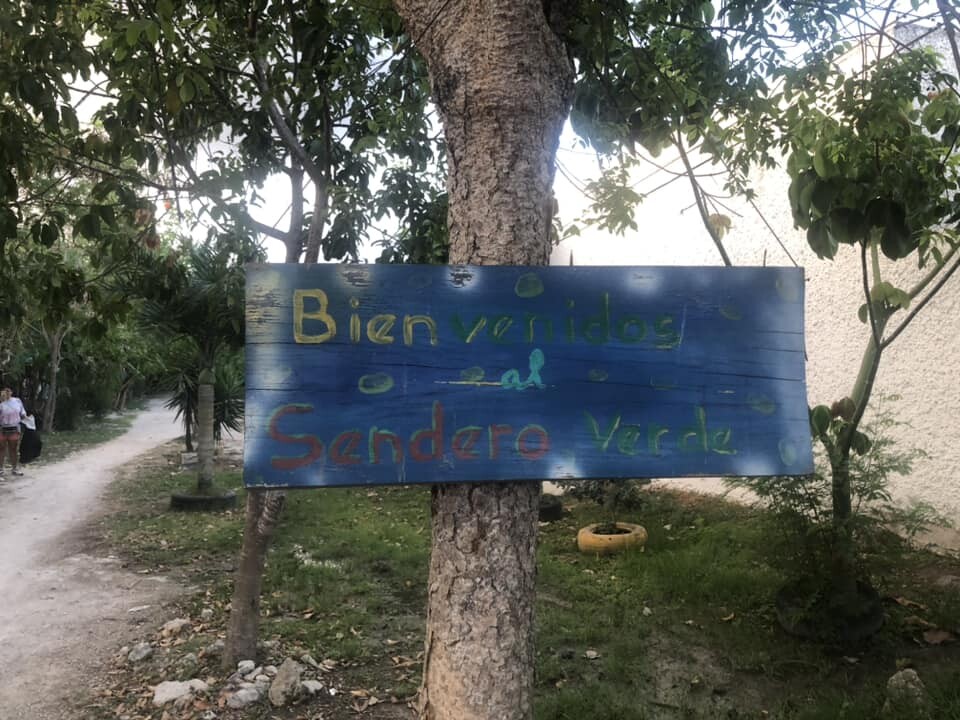 Bienvenidos
al
Sendero Verde